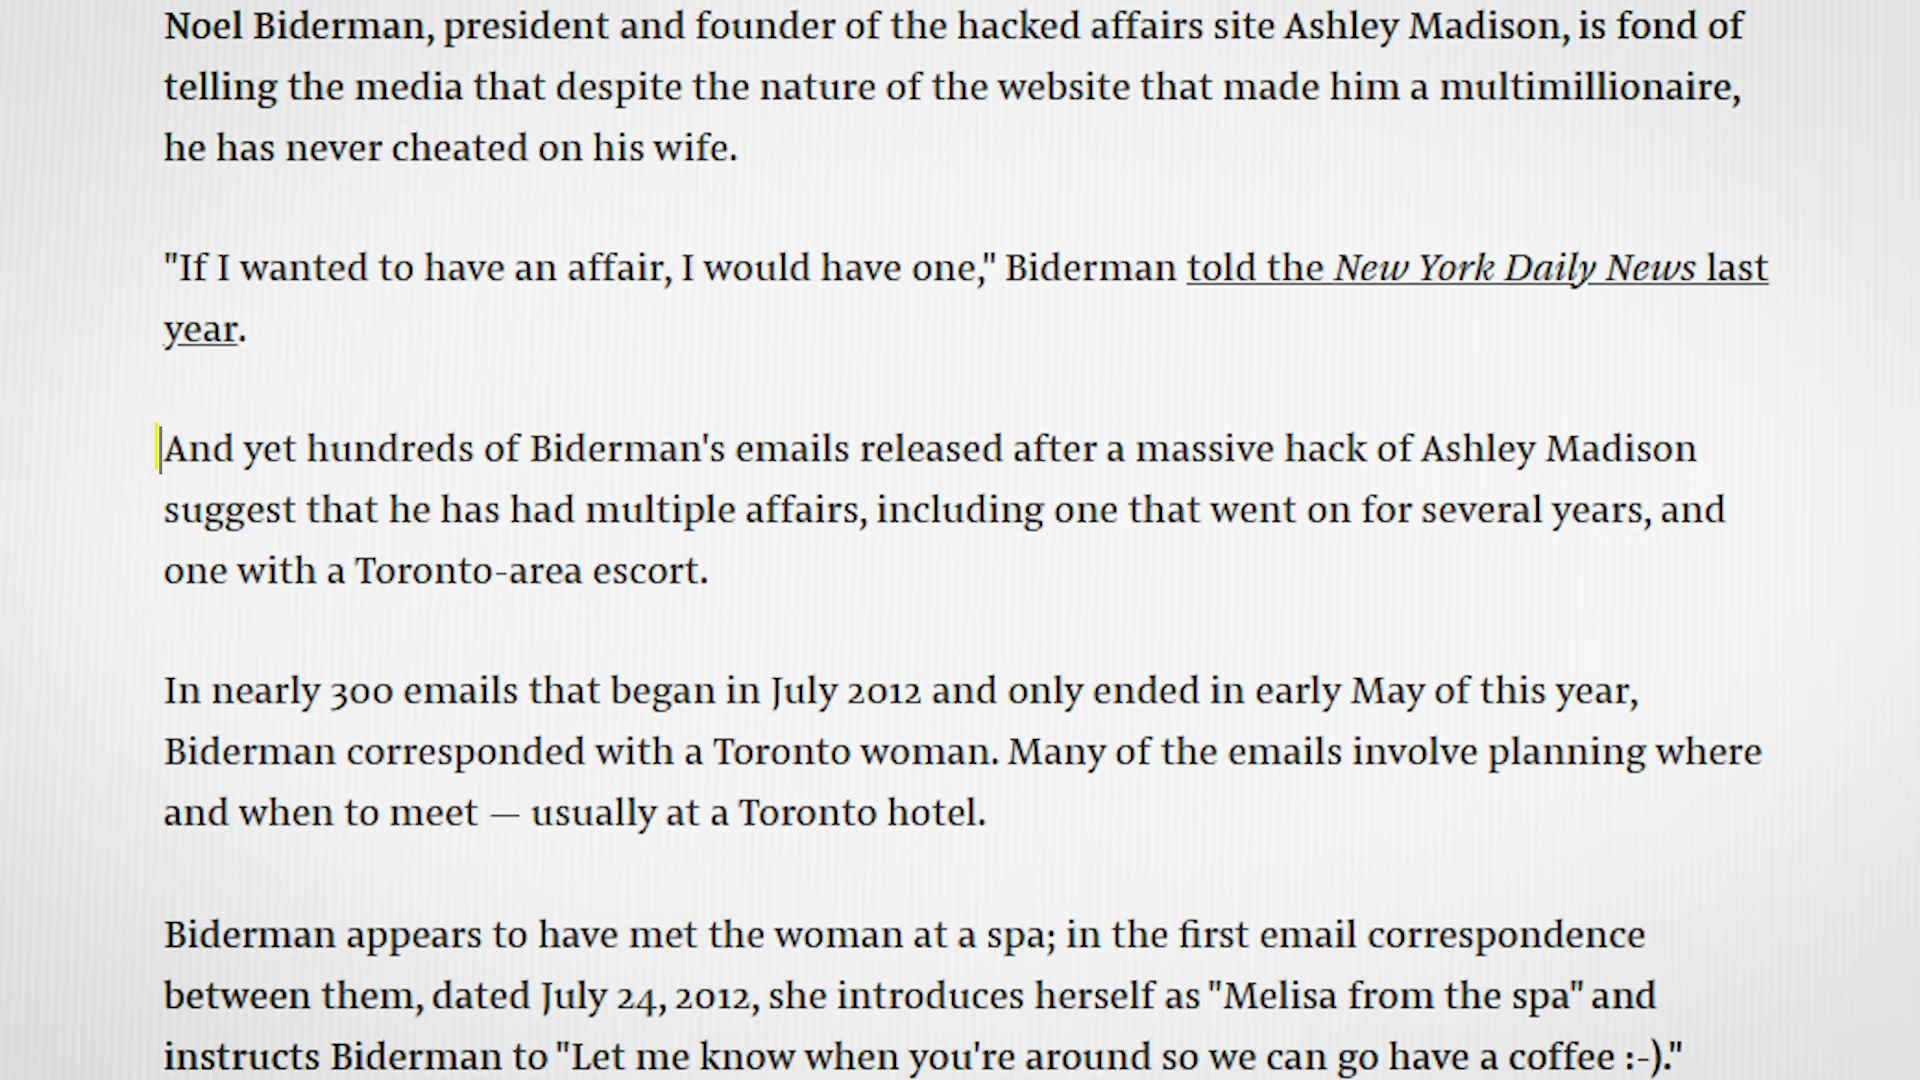 Noel Biderman, president and founder of the hacked affairs site Ashley Madison, is fond of
telling the media that despite the nature of the website that made him a multimillionaire,
he has never cheated on his wife.
"If I wanted to have an affair, I would have one," Biderman told the New York Daily News last
year.
And yet hundreds of Biderman's emails released after a massive hack of Ashley Madison
suggest that he has had multiple affairs, including one that went on for several years, and
one with a Toronto-area escort.
In nearly 300 emails that began in July 2012 and only ended in early May of this year,
Biderman corresponded with a Toronto woman. Many of the emails involve planning where
and when to meet — usually at a Toronto hotel.
Biderman appears to have met the woman at a spa; in the first email correspondence
between them, dated July 24, 2012, she introduces herself as "Melisa from the spa" and
instructs Biderman to "Let me know when you're around so we can go have a coffee :-)."